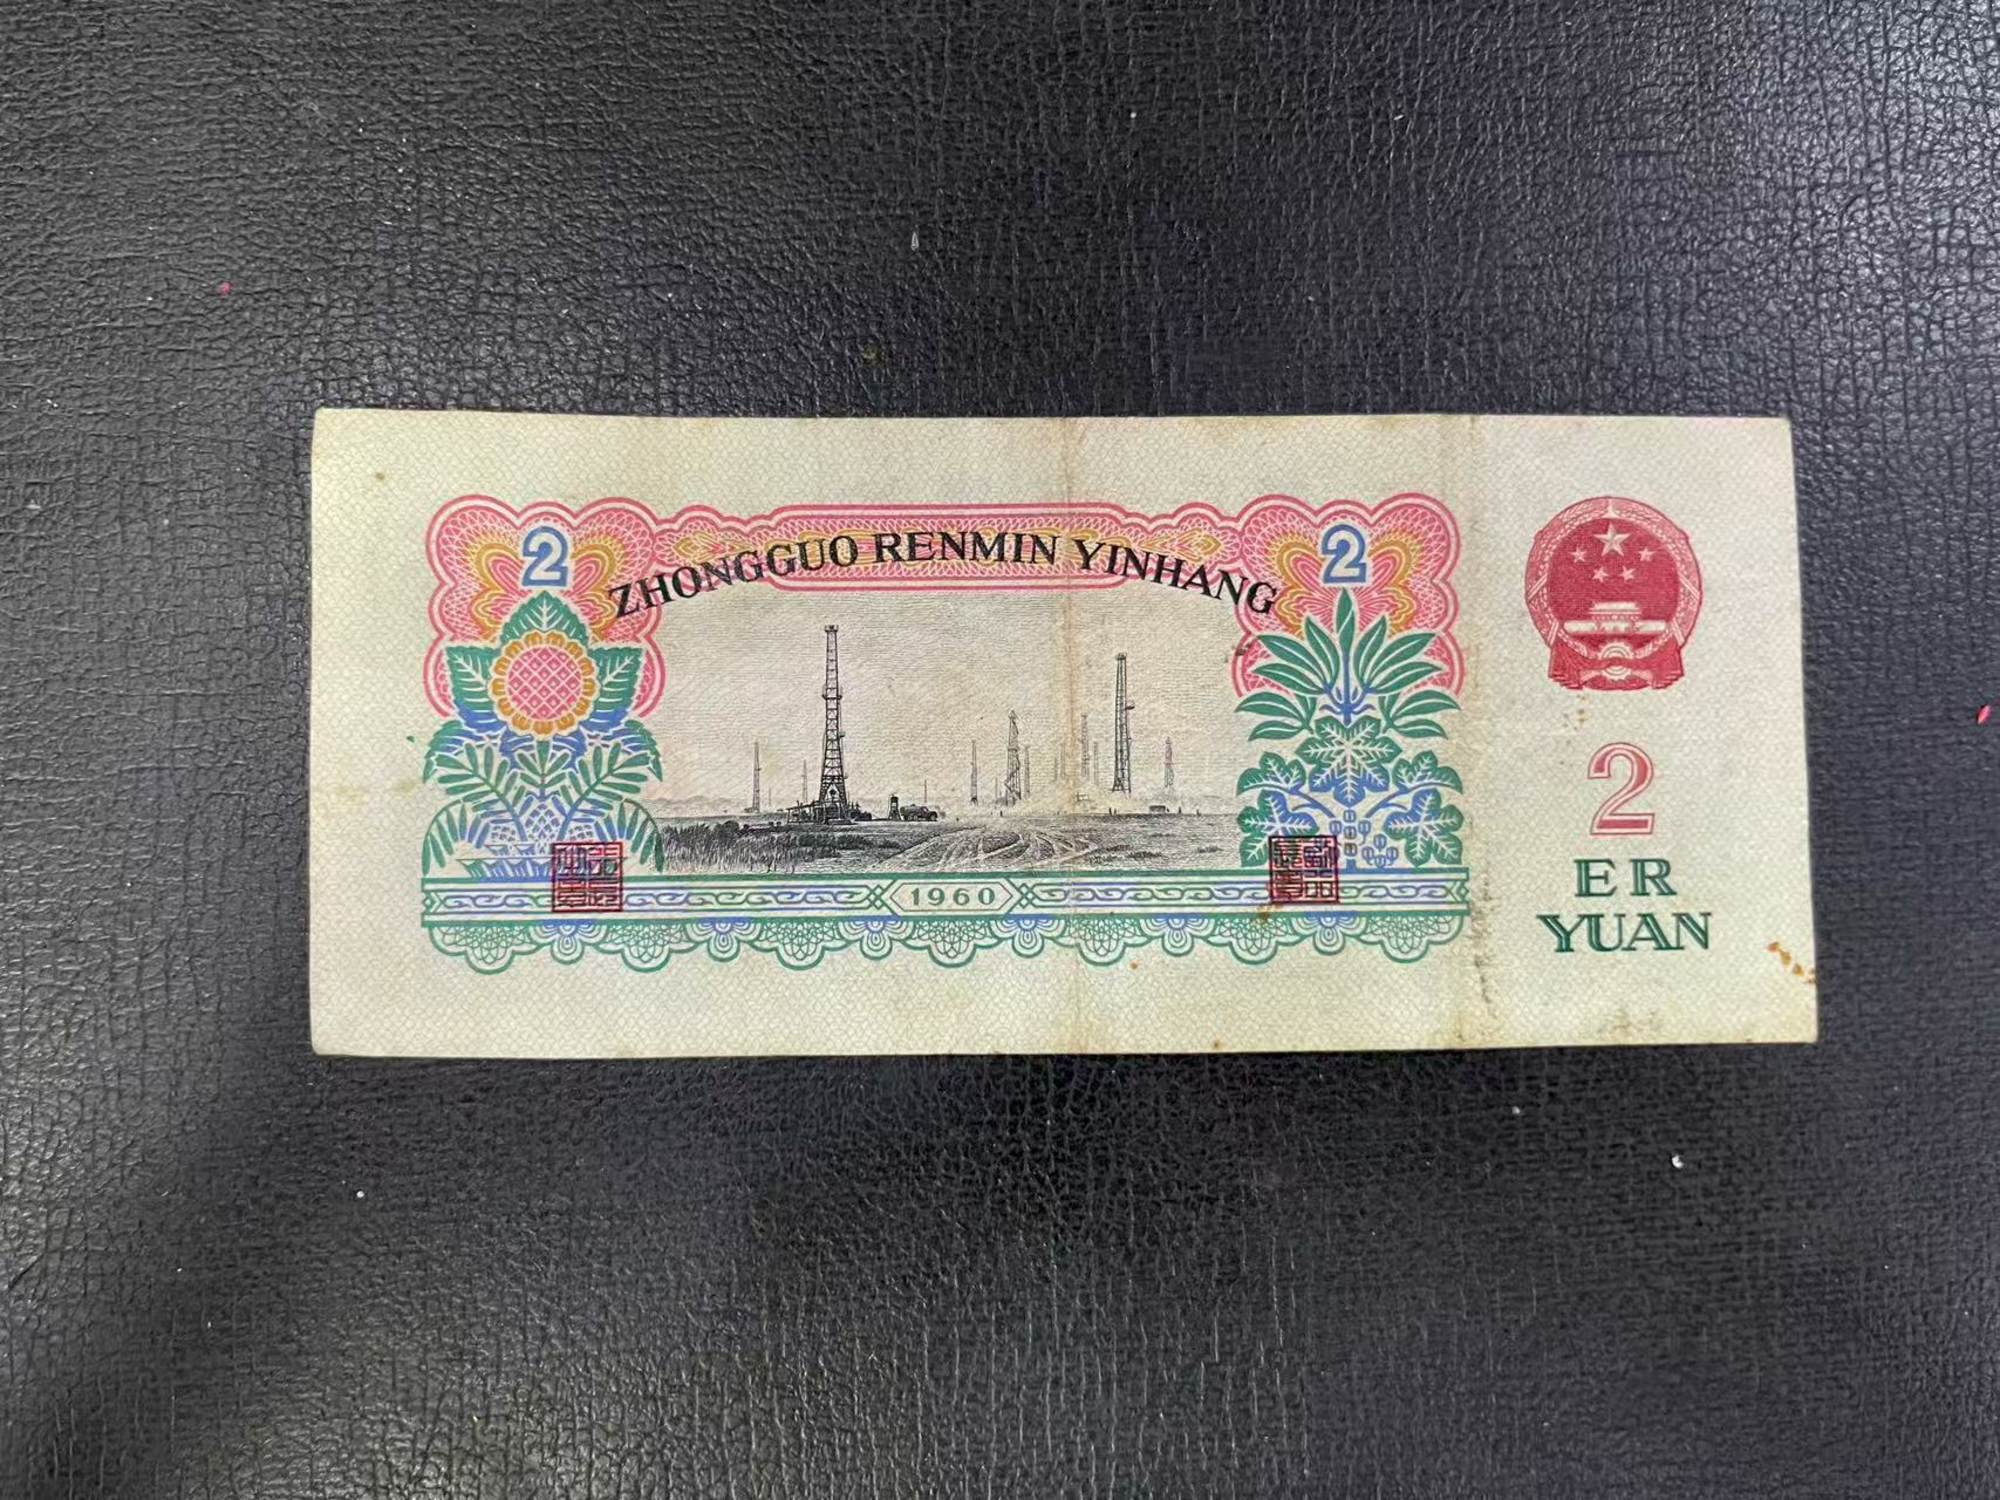 2
2
ZHONGGUO RENMIN YINHANG
2
ER
YUAN
1960